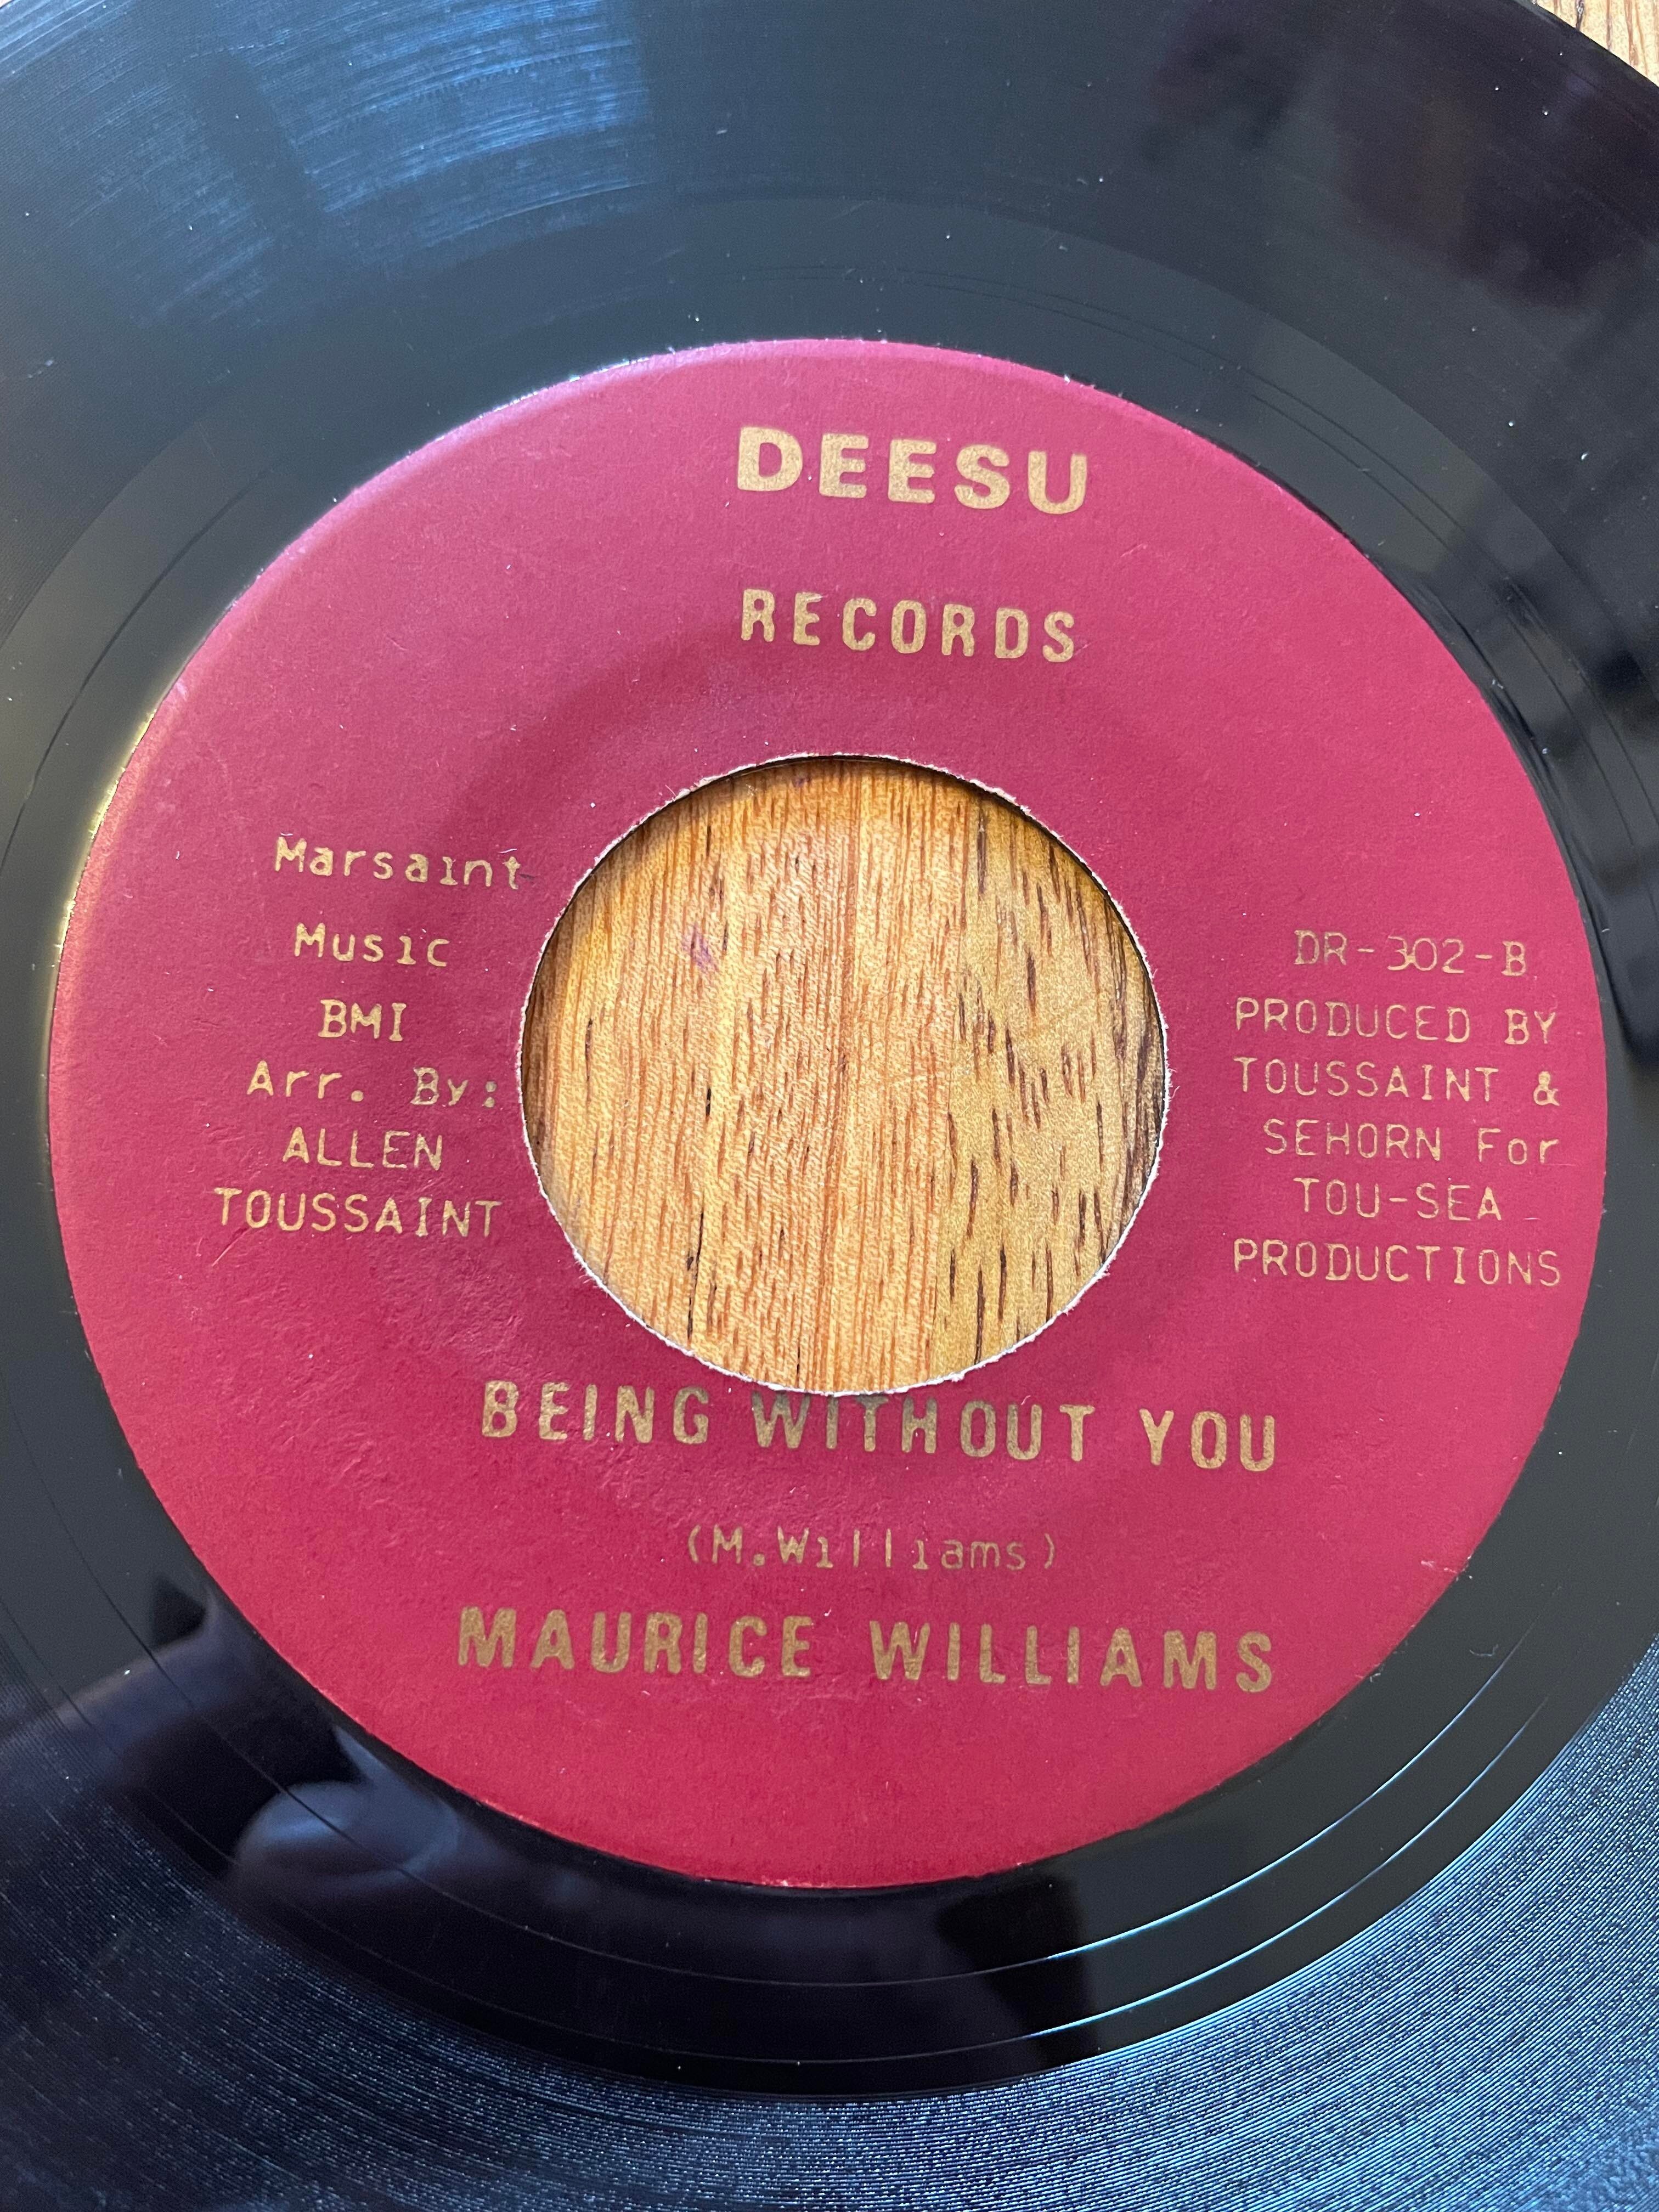 DEESU
RECORDS
Marsaint
Music
BMI
Arr. By:
ALLEN
TOUSSAINT
DR-302-B
PRODUCED BY
TOUSSAINT &
SEHORN For
TOU-SEA
PRODUCTIONS
BEING WITHOUT YOU
(M.Williams)
MAURICE WILLIAMS